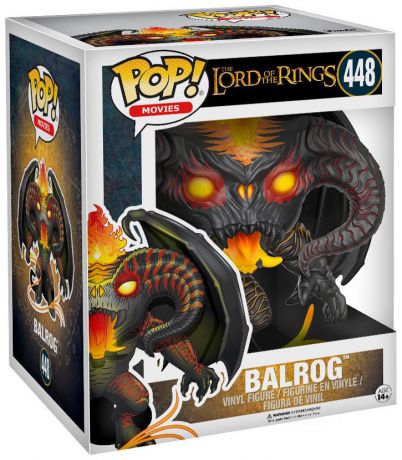 POP!
MOVIES
BALROG
448
POP!
MOVIES
THE
LORD OF THE RINGS
448
BALROG™
VINYL FIGURE / FIGURINE EN VINYLE /
FIGURA DE VINIL
AGE
14+